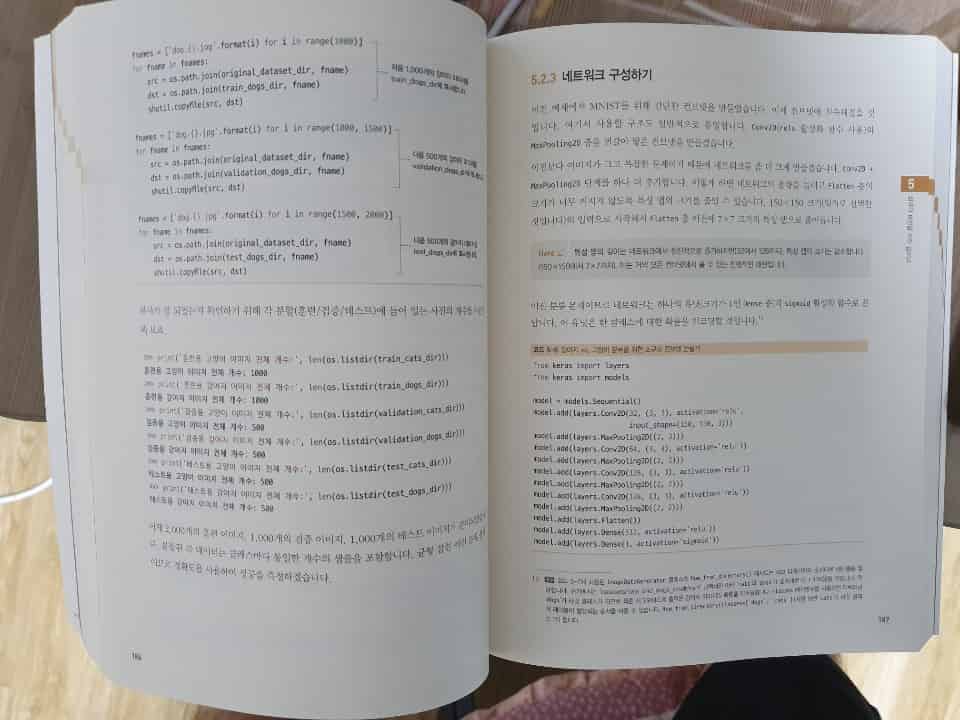 fnames = ['dog.{}.jpg'.format(i) for i in range(1000)]
for fname in fnames:
src = os.path.join(original_dataset_dir, fname)
dst = os.path.join(train_dogs_dir, fname)
shutil.copyfile(src, dst)
처음 1,000개의 강아지 이미지를
train_dogs_dir에 복사합니다.
fnames = ['dog.{}.jpg'.format(i) for i in range(1000, 1500)]
for fname in fnames:
src = os.path.join(original_dataset_dir, fname)
dst = os.path.join(validation_dogs_dir, fname)
shutil.copyfile(src, dst)
다음 500개 강아지 이미지를
validation_dogs_dir에
fnames = ['dog.{}.jpg'.format(i) for i in range(1500, 2000)]
for fname in fnames:
src = os.path.join(original_dataset_dir, fname)
dst = os.path.join(test_dogs_dir, fname)
shutil.copyfile(src, dst)
다음 500개 강아지 이미지를
test_dogs_dir에 복사합니다.
복사가 잘 되었는지 확인하기 위해 각 분할(훈련/검증/테스트)에 들어 있는 사진의 개수를
>>> print('훈련용 고양이 이미지 전체 개수:', len(os.listdir(train_cats_dir)))
훈련용 고양이 이미지 전체 개수: 1000
>>> print('훈련용 강아지 이미지 전체 개수:', len(os.listdir(train_dogs_dir)))
훈련용 강아지 이미지 전체 개수: 1000
>>> print('검증용 고양이 이미지 전체 개수:', len(os.listdir(validation_cats_dir)))
검증용 고양이 이미지 전체 개수: 500
>>> print('검증용 강아지 이미지 전체 개수:', len(os.listdir(validation_dogs_dir)))
검증용 강아지 이미지 전체 개수: 500
>>> print('테스트용 고양이 이미지 전체 개수:', len(os.listdir(test_cats_dir)))
테스트용 고양이 이미지 전체 개수: 500
>>> print('테스트용 강아지 이미지 전체 개수:', len(os.listdir(test_dogs_dir)))
테스트용 강아지 이미지 전체 개수: 500
이제 2,000개의 훈련 이미지, 1,000개의 검증 이미지, 1,000개의 테스트 이미지가 준비되었습니
다. 분할된 각 데이터는 클래스마다 동일한 개수의 샘플을 포함합니다. 균형 잡힌 이진 분류 문제
이므로 정확도를 사용하여 성공을 측정하겠습니다.
186
5.2.3 네트워크 구성하기
이전 예제에서 MNIST를 위해 간단한 컨브넷을 만들었습니다. 이제 컨브넷에 친숙해졌을 것
입니다. 여기서 사용할 구조도 일반적으로 동일합니다. Conv2D(relu 활성화 함수 사용)와
MaxPooling2D 층을 번갈아 쌓은 컨브넷을 만들겠습니다.
이전보다 이미지가 크고 복잡한 문제이기 때문에 네트워크를 좀 더 크게 만들겠습니다. Conv2D +
MaxPooling2D 단계를 하나 더 추가합니다. 이렇게 하면 네트워크의 용량을 늘리고 Flatten 층의
크기가 너무 커지지 않도록 특성 맵의 크기를 줄일 수 있습니다. 150×150 크기(임의로 선택한
것입니다)의 입력으로 시작해서 Flatten 층 이전에 7×7 크기의 특성 맵으로 줄어듭니다.
Note 특성 맵의 깊이는 네트워크에서 점진적으로 증가하지만(32에서 128까지), 특성 맵의 크기는 감소합니다
(150×150에서 7×7까지). 이는 거의 모든 컨브넷에서 볼 수 있는 전형적인 패턴입니다.
이진 분류 문제이므로 네트워크는 하나의 유닛(크기가 1인 Dense 층)과 sigmoid 활성화 함수로 끝
납니다. 이 유닛은 한 클래스에 대한 확률을 인코딩할 것입니다.
강아지 vs. 고양이 분류를 위한 소규모 컨브넷 만들기
from keras import layers
from keras import models
model = models.Sequential()
model.add(layers.Conv2D(32, (3, 3), activation='relu',
input_shape=(150, 150, 3)))
model.add(layers.MaxPooling2D((2, 2)))
model.add(layers.Conv2D(64, (3, 3), activation='relu'))
model.add(layers.MaxPooling2D((2, 2)))
model.add(layers.Conv2D(128, (3, 3), activation='relu'))
model.add(layers.MaxPooling2D((2, 2)))
model.add(layers.Conv2D(128, (3, 3), activation='relu'))
model.add(layers.MaxPooling2D((2, 2)))
model.add(layers.Flatten())
model.add(layers.Dense(512, activation='relu'))
model.add(layers.Dense(1, activation='sigmoid'))
187
5